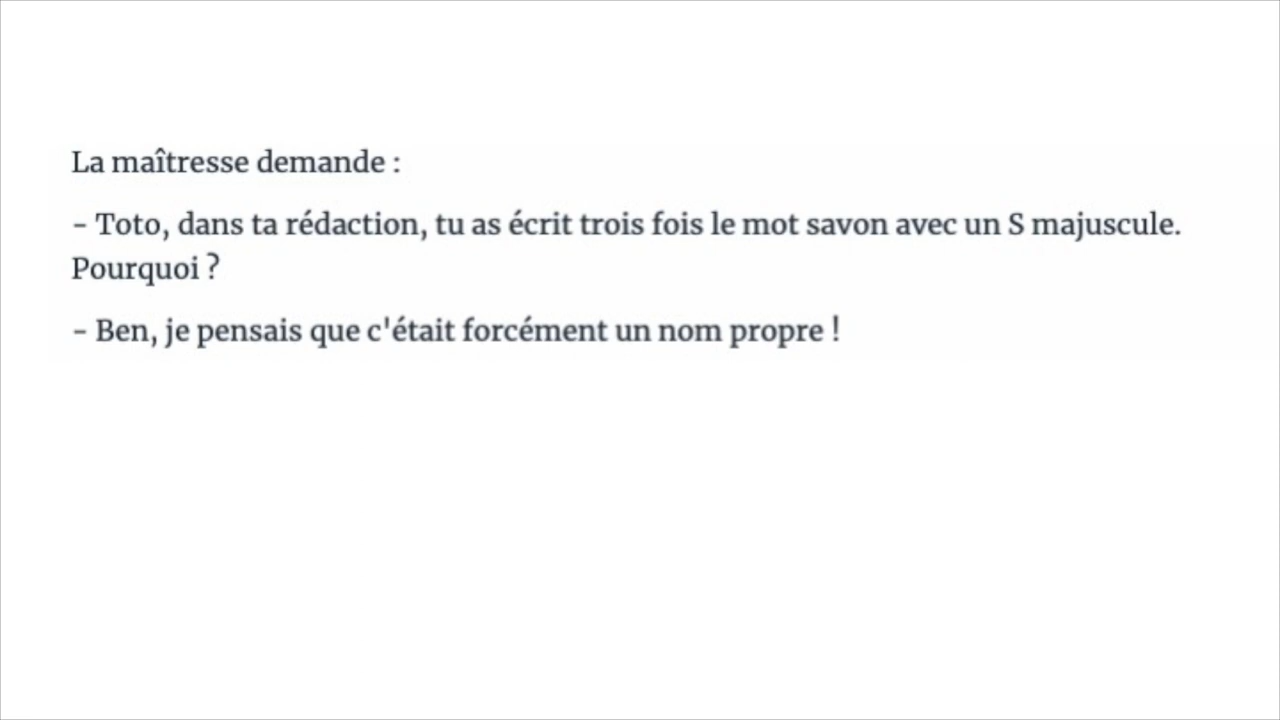 La maîtresse demande :
- Toto, dans ta rédaction, tu as écrit trois fois le mot savon avec un S majuscule.
Pourquoi ?
- Ben, je pensais que c'était forcément un nom propre !